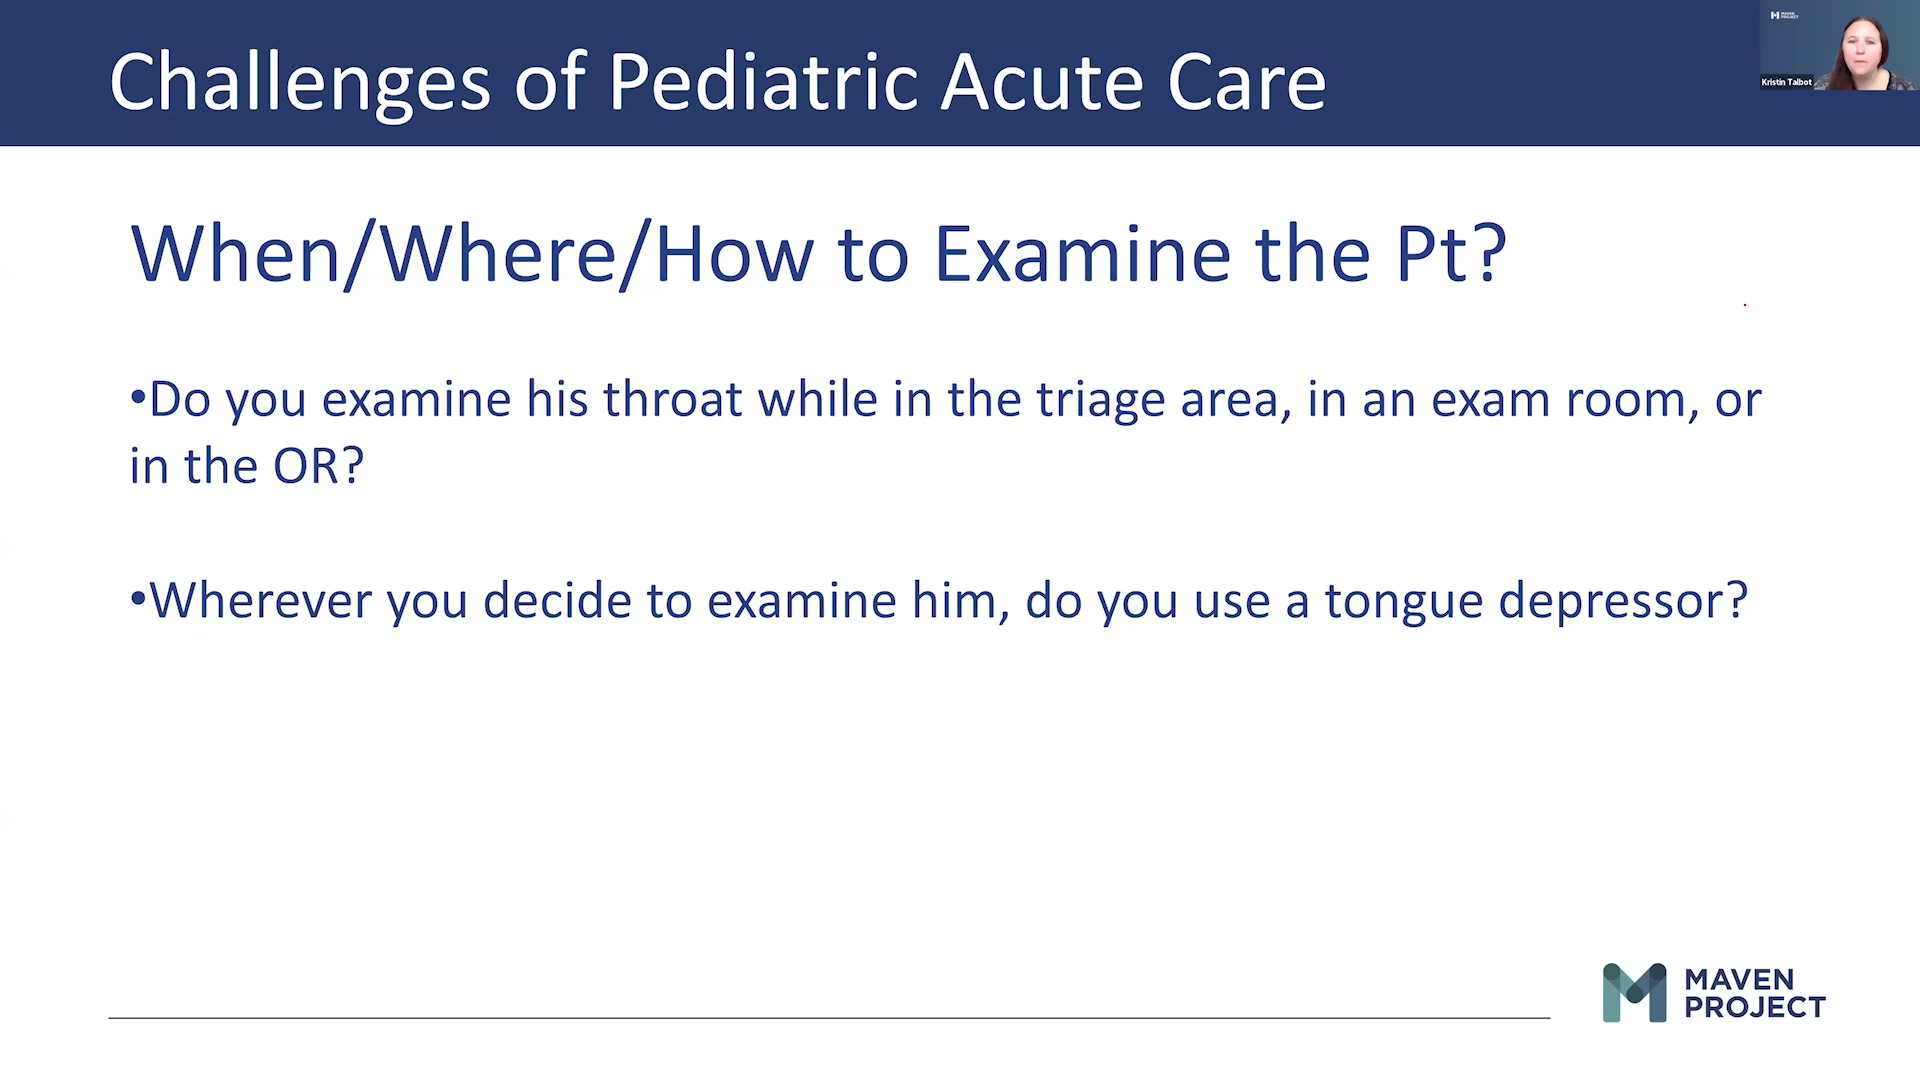 Challenges of Pediatric Acute Care
MAVEN
PROJECT
Kristin Talbot
When/Where/How to Examine the Pt?
•Do you examine his throat while in the triage area, in an exam room, or
in the OR?
•Wherever you decide to examine him, do you use a tongue depressor?
MAVEN
PROJECT